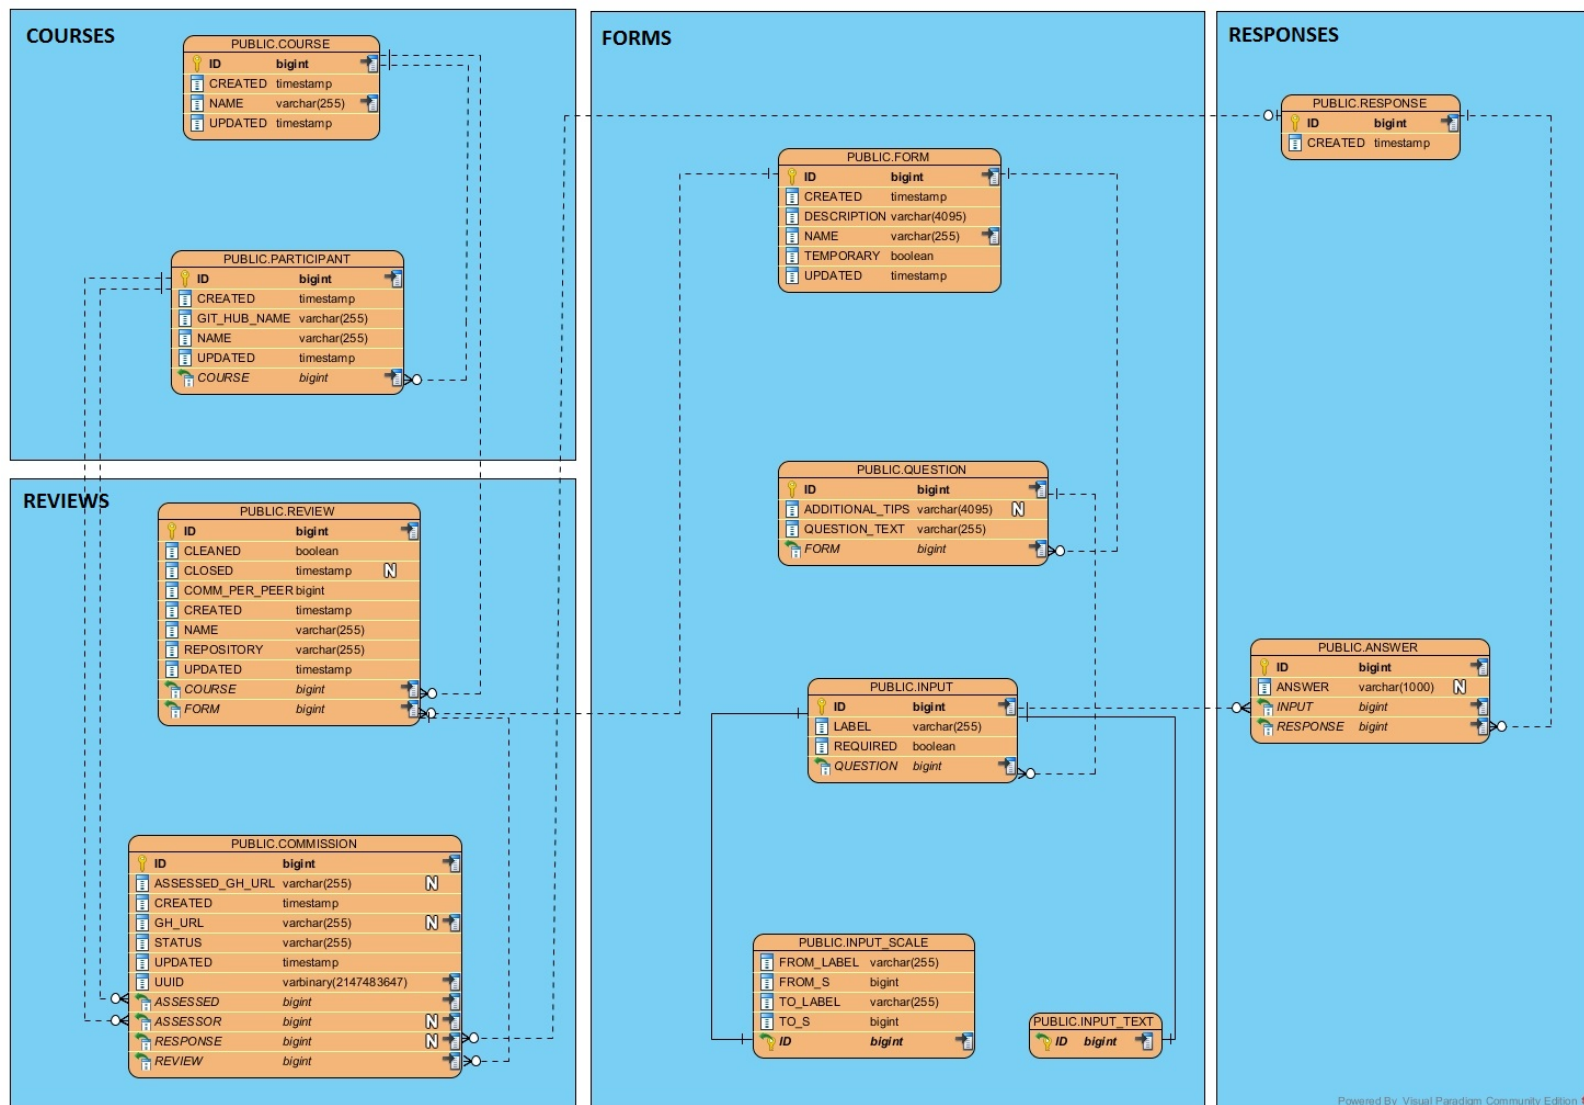 COURSES
PUBLIC.COURSE
ID bigint
CREATED timestamp
NAME varchar(255)
UPDATED timestamp
PUBLIC.PARTICIPANT
ID bigint
CREATED timestamp
GIT_HUB_NAME varchar(255)
NAME varchar(255)
UPDATED timestamp
COURSE bigint
REVIEWS
PUBLIC.REVIEW
ID bigint
CLEANED boolean
CLOSED timestamp N
COMM_PER_PEER bigint
CREATED timestamp
NAME varchar(255)
REPOSITORY varchar(255)
UPDATED timestamp
COURSE bigint
FORM bigint
PUBLIC.COMMISSION
ID bigint
ASSESSED_GH_URL varchar(255) N
CREATED timestamp
GH_URL varchar(255) N
STATUS varchar(255)
UPDATED timestamp
UUID varbinary(2147483647)
ASSESSED bigint
ASSESSOR bigint N
RESPONSE bigint N
REVIEW bigint
FORMS
PUBLIC.FORM
ID bigint
CREATED timestamp
DESCRIPTION varchar(4095)
NAME varchar(255)
TEMPORARY boolean
UPDATED timestamp
PUBLIC.QUESTION
ID bigint
ADDITIONAL_TIPS varchar(4095) N
QUESTION_TEXT varchar(255)
FORM bigint
PUBLIC.INPUT
ID bigint
LABEL varchar(255)
REQUIRED boolean
QUESTION bigint
PUBLIC.INPUT_SCALE
FROM_LABEL varchar(255)
FROM_S bigint
TO_LABEL varchar(255)
TO_S bigint
ID bigint
PUBLIC.INPUT_TEXT
ID bigint
RESPONSES
PUBLIC.RESPONSE
ID bigint
CREATED timestamp
PUBLIC.ANSWER
ID bigint
ANSWER varchar(1000) N
INPUT bigint
RESPONSE bigint
Powered By Visual Paradigm Community Edition